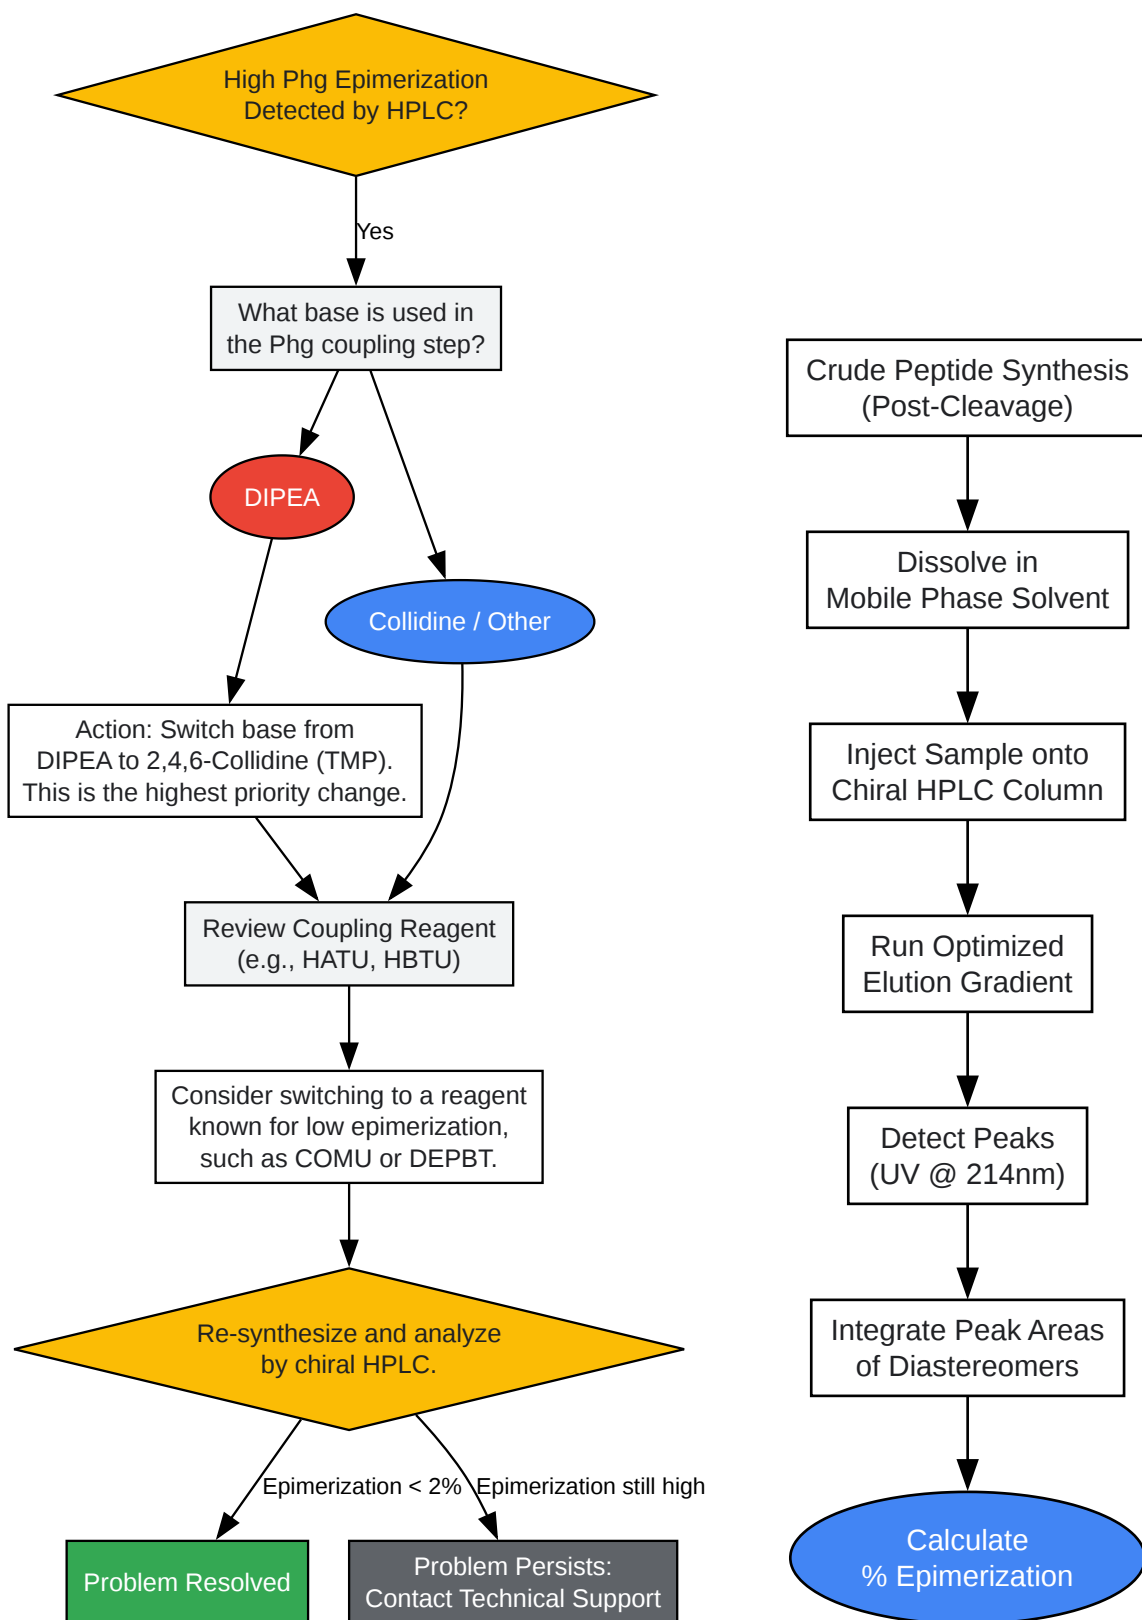 High Phg Epimerization
Detected by HPLC?
Yes
What base is used in
the Phg coupling step?
DIPEA
Collidine / Other
Action: Switch base from
DIPEA to 2,4,6-Collidine (TMP).
This is the highest priority change.
Review Coupling Reagent
(e.g., HATU, HBTU)
Consider switching to a reagent
known for low epimerization,
such as COMU or DEPBT.
Re-synthesize and analyze
by chiral HPLC.
Epimerization < 2%
Epimerization still high
Problem Resolved
Problem Persists:
Contact Technical Support
Crude Peptide Synthesis
(Post-Cleavage)
Dissolve in
Mobile Phase Solvent
Inject Sample onto
Chiral HPLC Column
Run Optimized
Elution Gradient
Detect Peaks
(UV @ 214nm)
Integrate Peak Areas
of Diastereomers
Calculate
% Epimerization